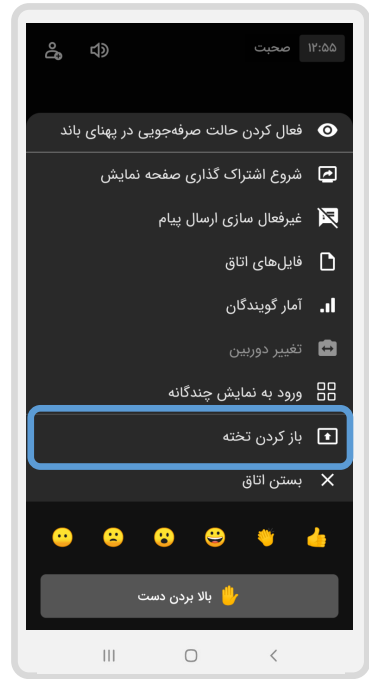 ۱۲:۵۵ صحبت
فعال کردن حالت صرفه‌جویی در پهنای باند
شروع اشتراک گذاری صفحه نمایش
غیرفعال سازی ارسال پیام
فایل‌های اتاق
آمار گویندگان
تغییر دوربین
ورود به نمایش چندگانه
باز کردن تخته
بستن اتاق
بالا بردن دست